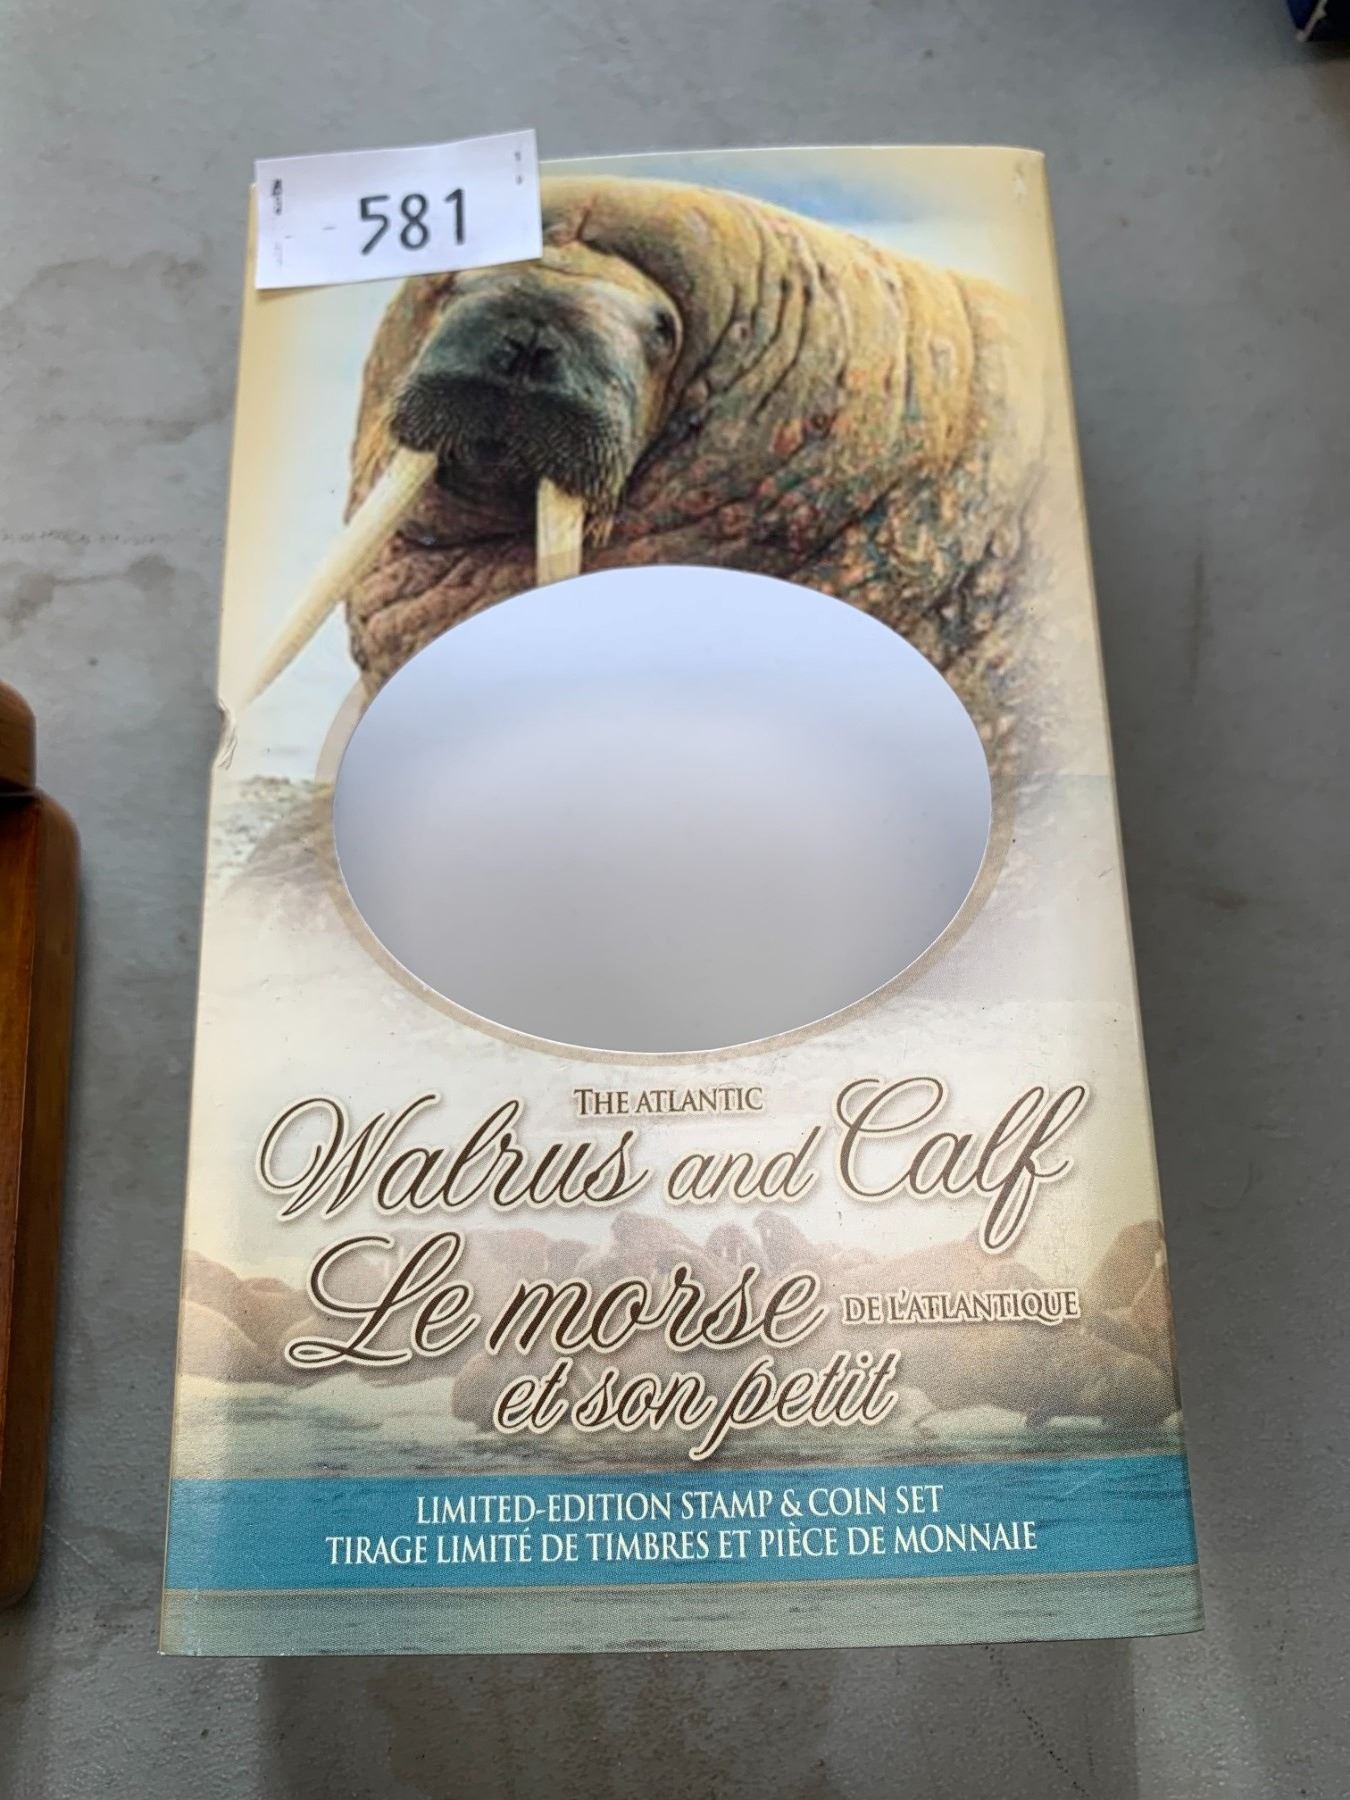 581
THE ATLANTIC
Walrus and Calf
Le morse DE L'ATLANTIQUE
et son petit
LIMITED-EDITION STAMP & COIN SET
TIRAGE LIMITÉ DE TIMBRES ET PIÈCE DE MONNAIE